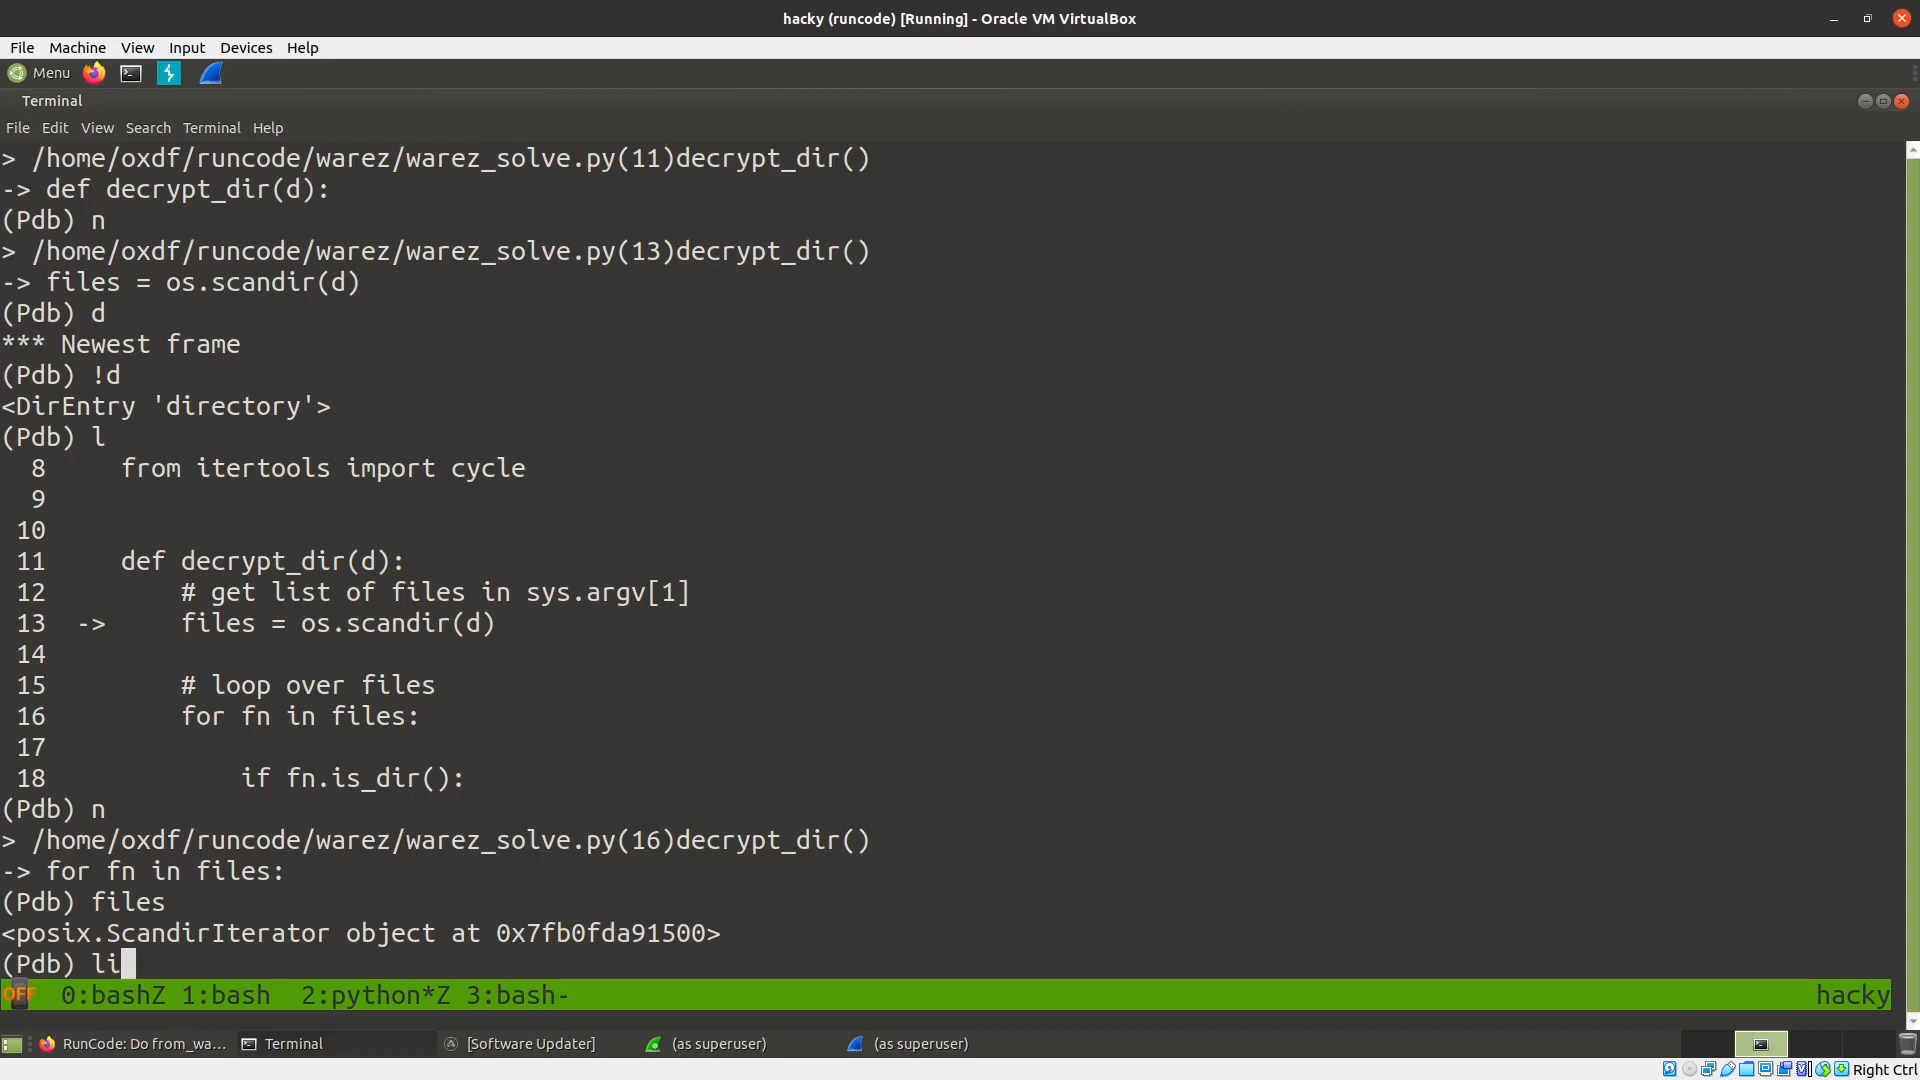 hacky (runcode) [Running] - Oracle VM VirtualBox
File Machine View Input Devices Help
Menu
Terminal
File Edit View Search Terminal Help
> /home/oxdf/runcode/warez/warez_solve.py(11)decrypt_dir()
-> def decrypt_dir(d):
(Pdb) n
> /home/oxdf/runcode/warez/warez_solve.py(13)decrypt_dir()
-> files = os.scandir(d)
(Pdb) d
*** Newest frame
(Pdb) !d
<DirEntry 'directory'>
(Pdb) l
8 from itertools import cycle
9
10
11 def decrypt_dir(d):
12 # get list of files in sys.argv[1]
13 -> files = os.scandir(d)
14
15 # loop over files
16 for fn in files:
17
18 if fn.is_dir():
(Pdb) n
> /home/oxdf/runcode/warez/warez_solve.py(16)decrypt_dir()
-> for fn in files:
(Pdb) files
<posix.ScandirIterator object at 0x7fb0fda91500>
(Pdb) li
OFF 0:bashZ 1:bash 2:python*Z 3:bash- hacky
RunCode: Do from_wa... Terminal [Software Updater] (as superuser) (as superuser)
Right Ctrl